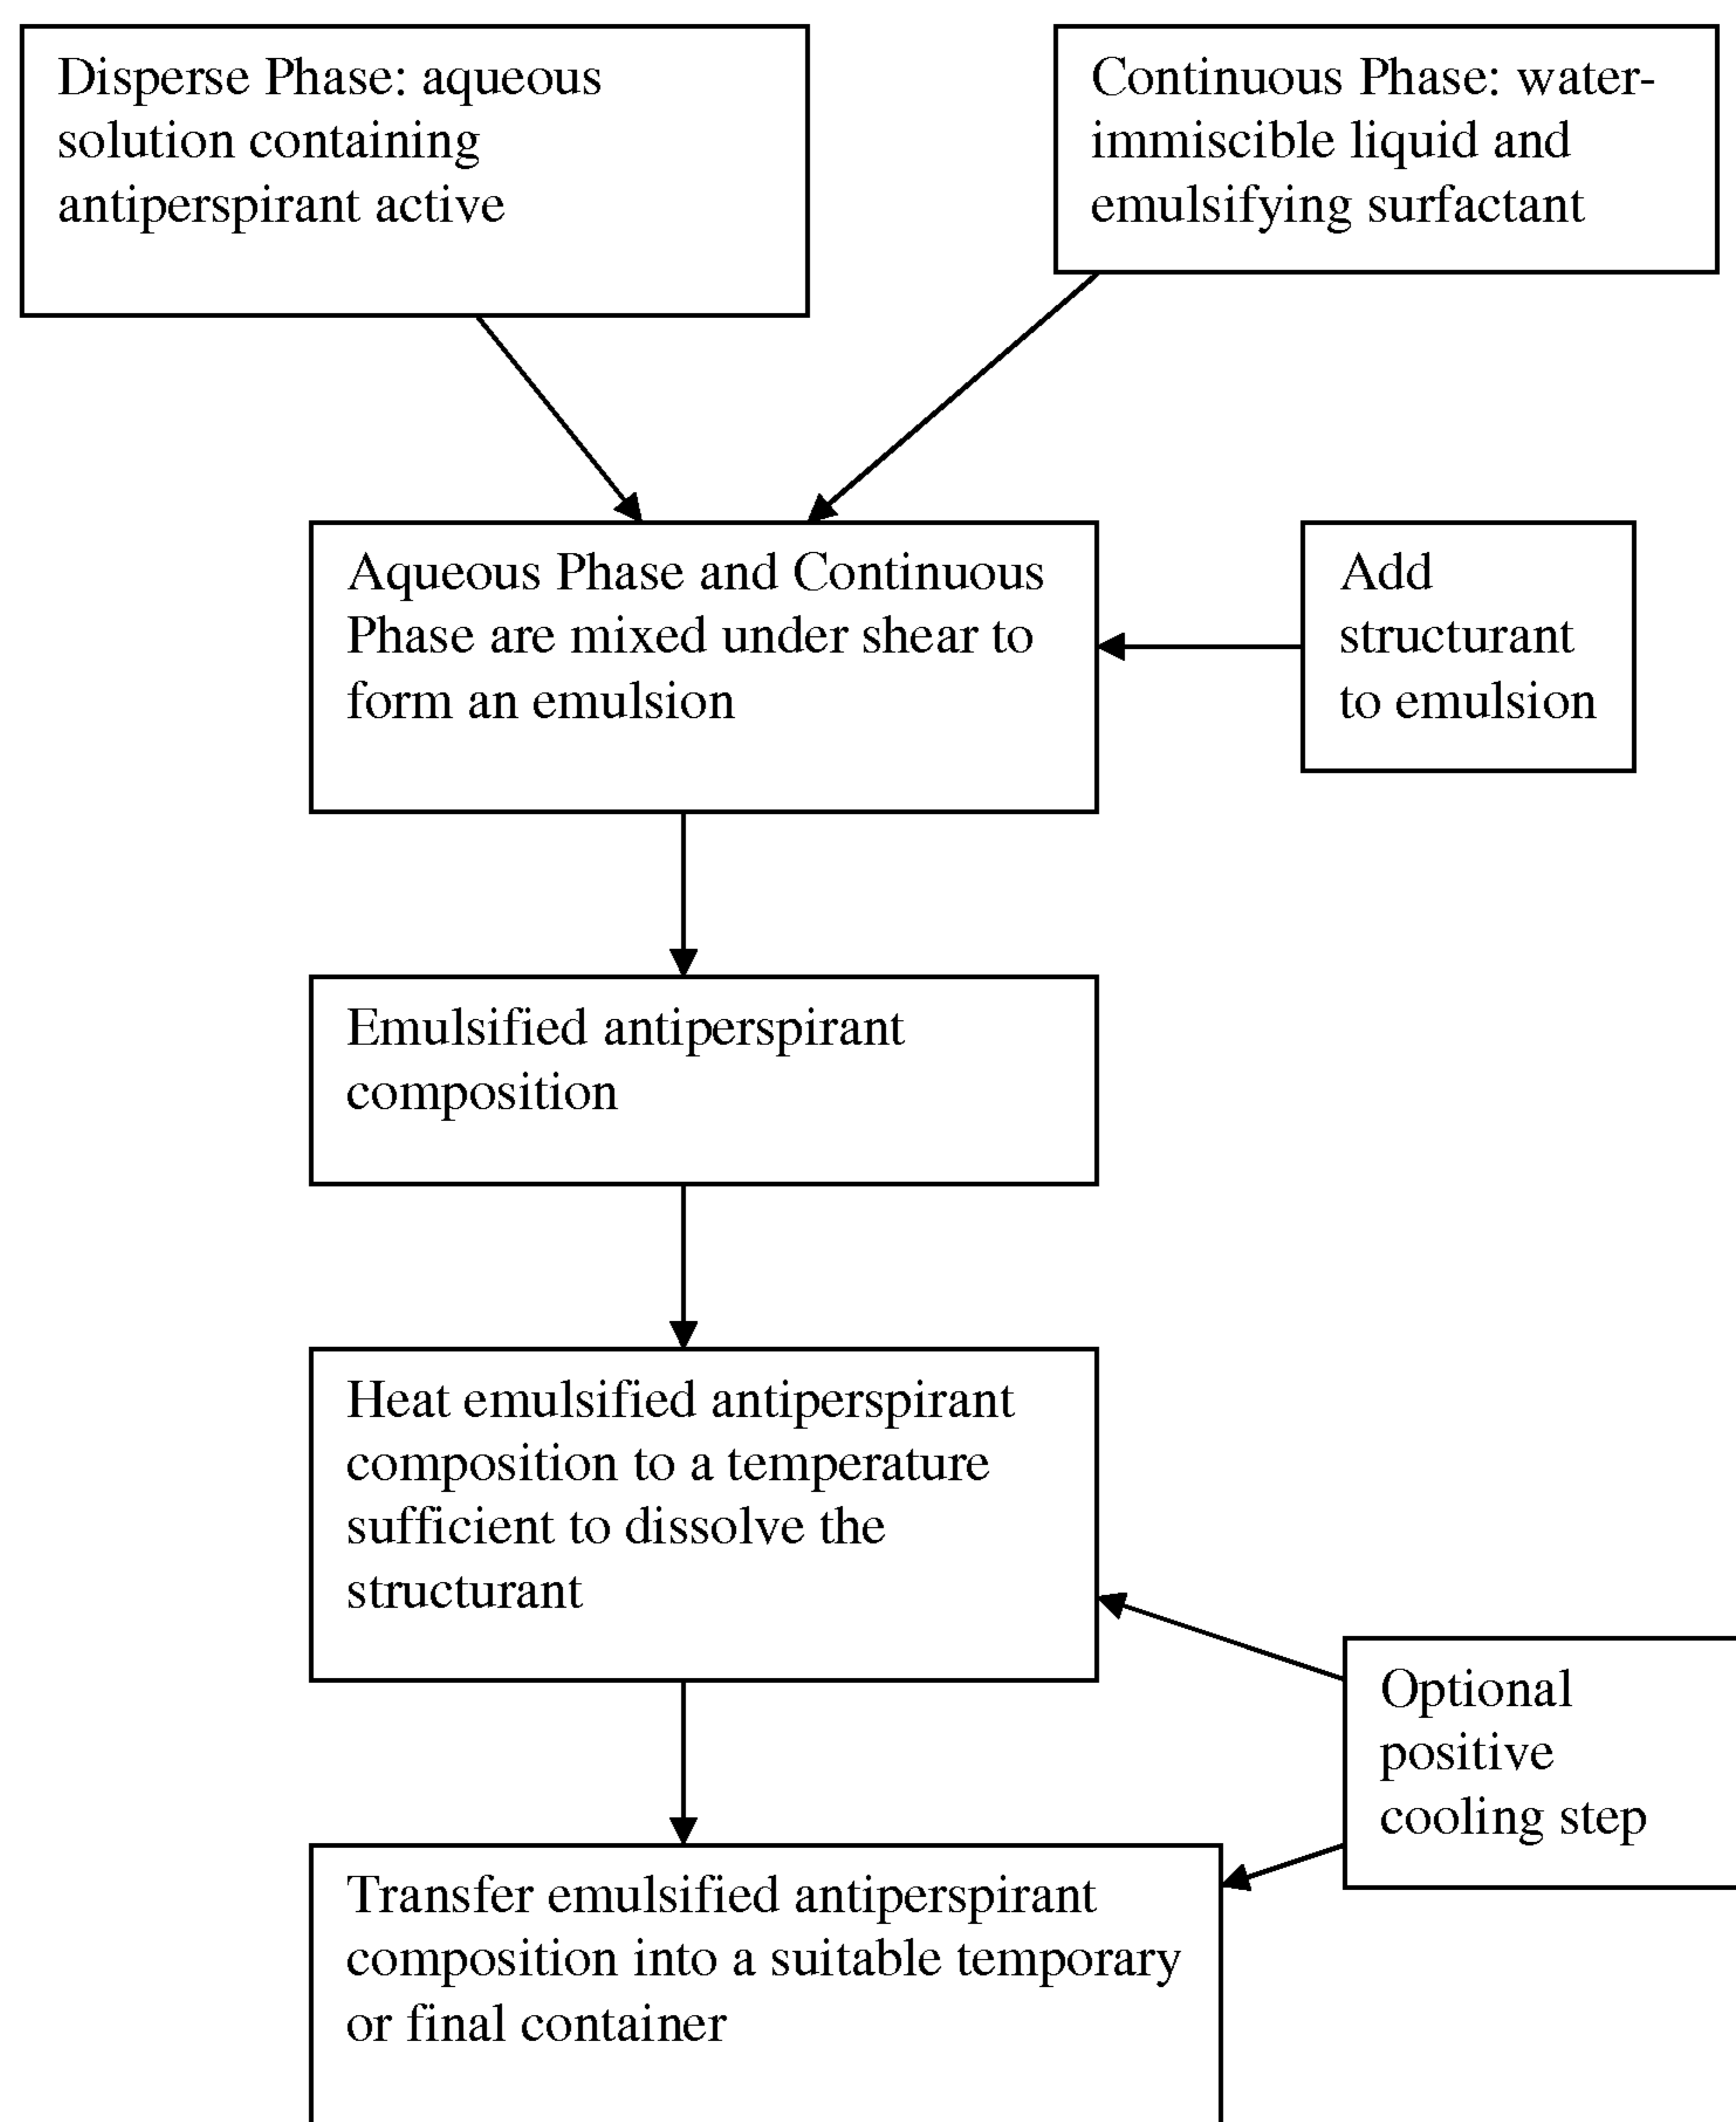 Disperse Phase: aqueous
solution containing
antiperspirant active
Continuous Phase: water-
immiscible liquid and
emulsifying surfactant
Aqueous Phase and Continuous
Phase are mixed under shear to
form an emulsion
Add
structurant
to emulsion
Emulsified antiperspirant
composition
Heat emulsified antiperspirant
composition to a temperature
sufficient to dissolve the
structurant
Optional
positive
cooling step
Transfer emulsified antiperspirant
composition into a suitable temporary
or final container